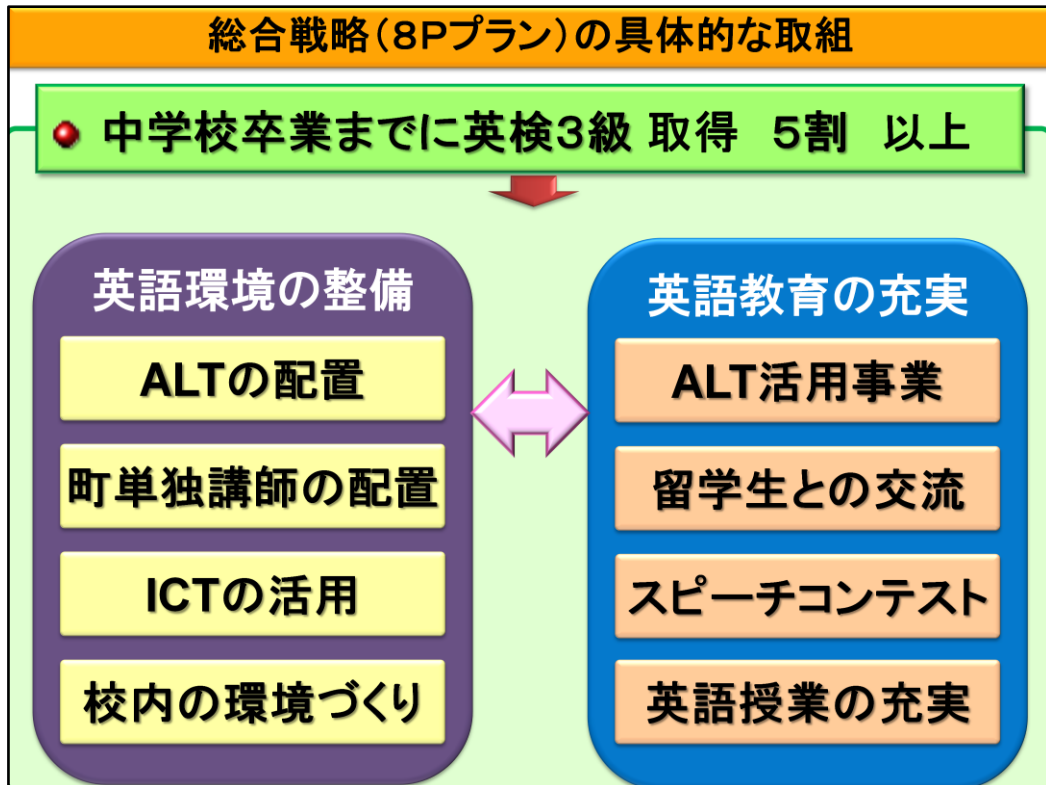 総合戦略（８Ｐプラン）の具体的な取組
中学校卒業までに英検３級 取得　５割　以上
英語環境の整備
ALTの配置
町単独講師の配置
ICTの活用
校内の環境づくり
英語教育の充実
ALT活用事業
留学生との交流
スピーチコンテスト
英語授業の充実